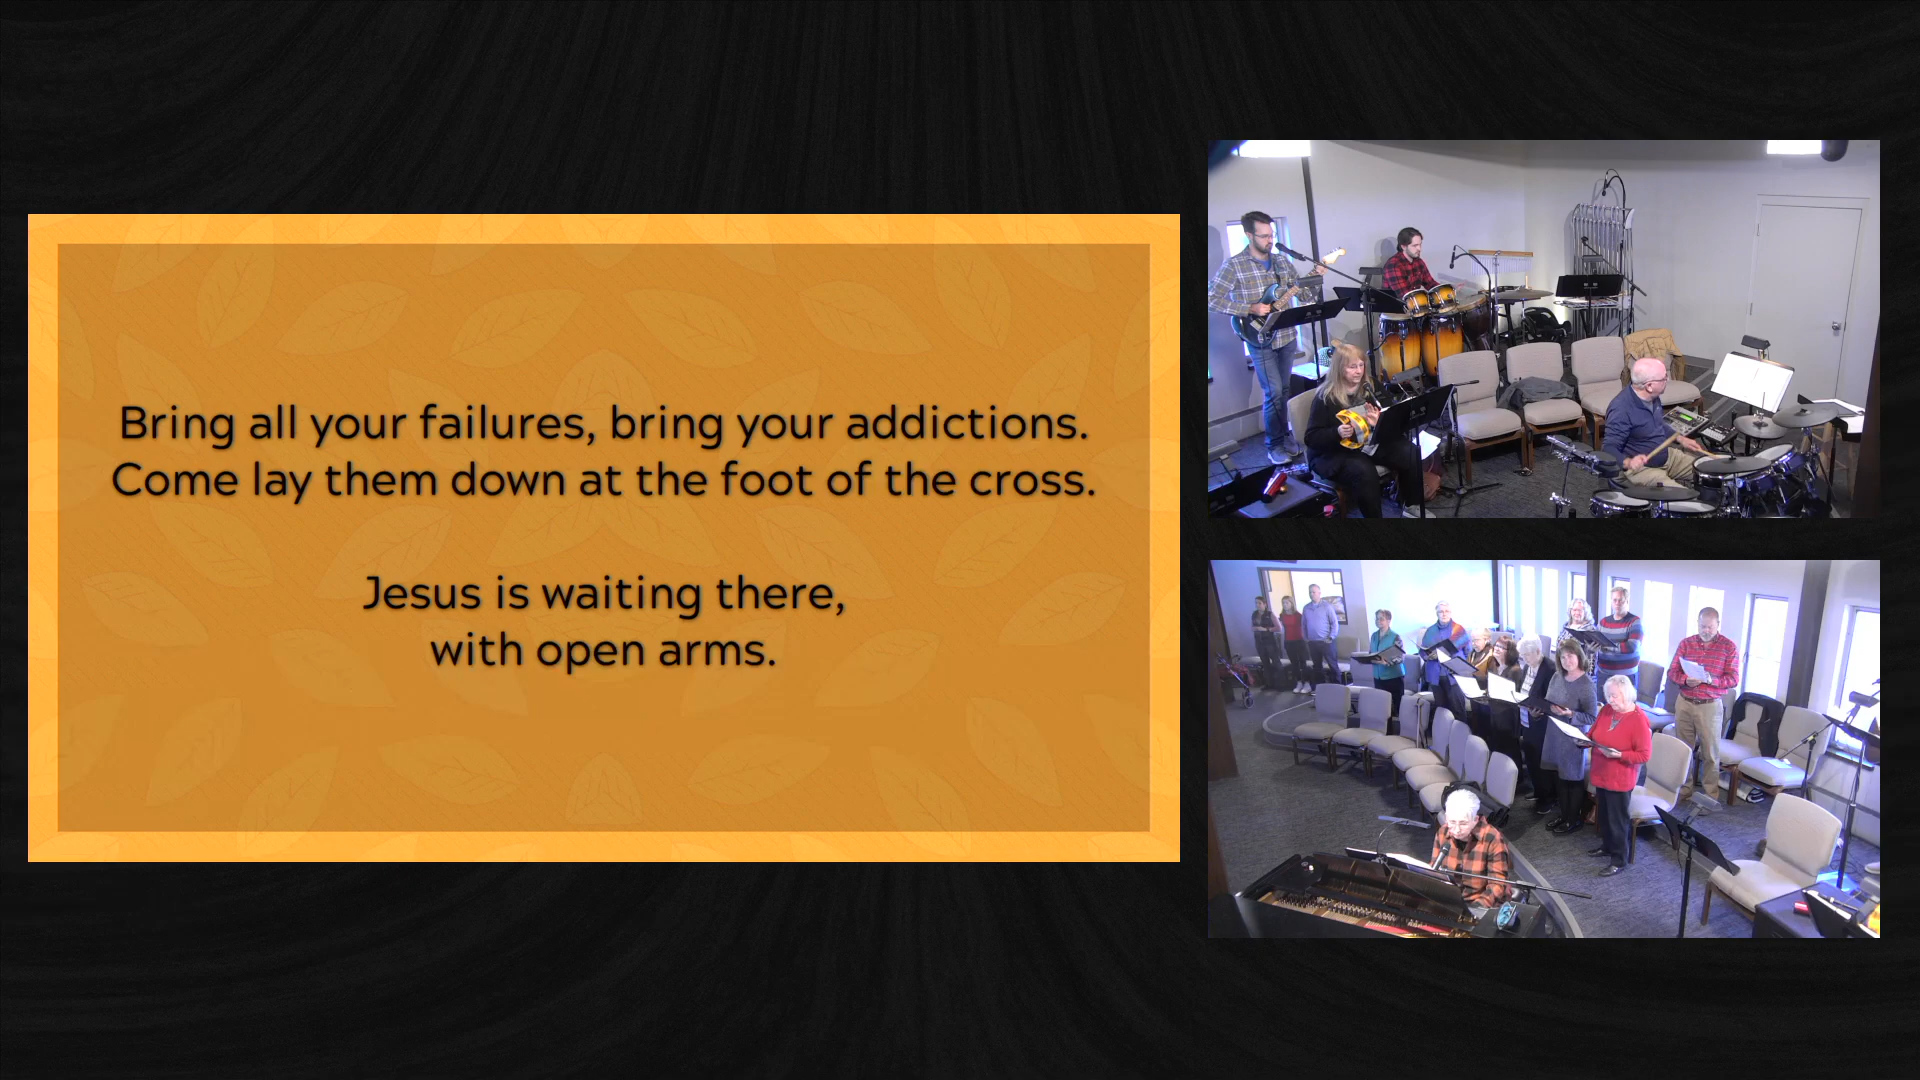 Bring all your failures, bring your addictions.
Come lay them down at the foot of the cross.
Jesus is waiting there,
with open arms.